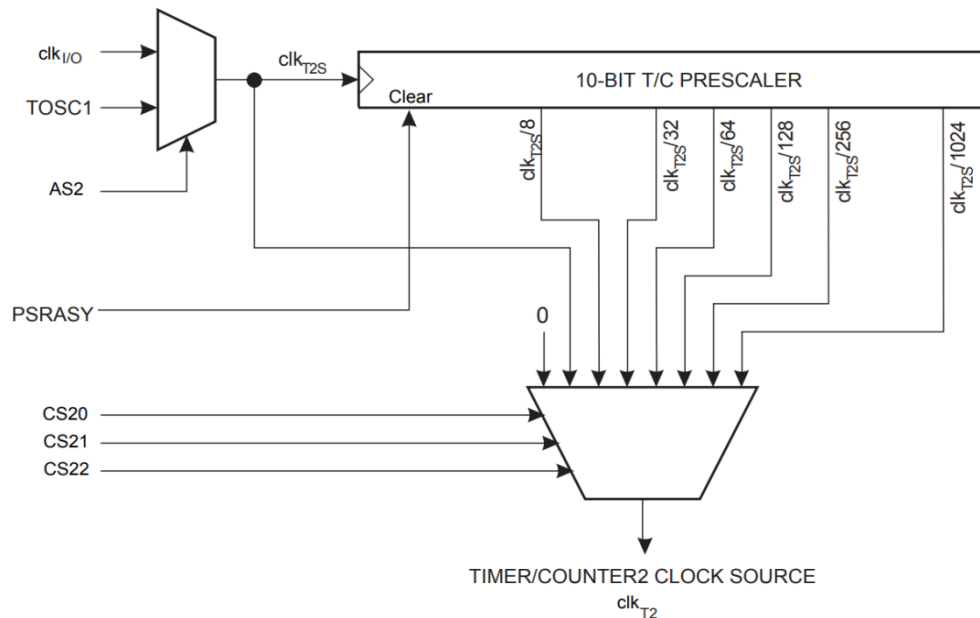 clkI/O
clkT2S
10-BIT T/C PRESCALER
TOSC1
Clear
AS2
clkT2S/8
clkT2S/32
clkT2S/64
clkT2S/128
clkT2S/256
clkT2S/1024
PSRASY
0
CS20
CS21
CS22
TIMER/COUNTER2 CLOCK SOURCE
clkT2